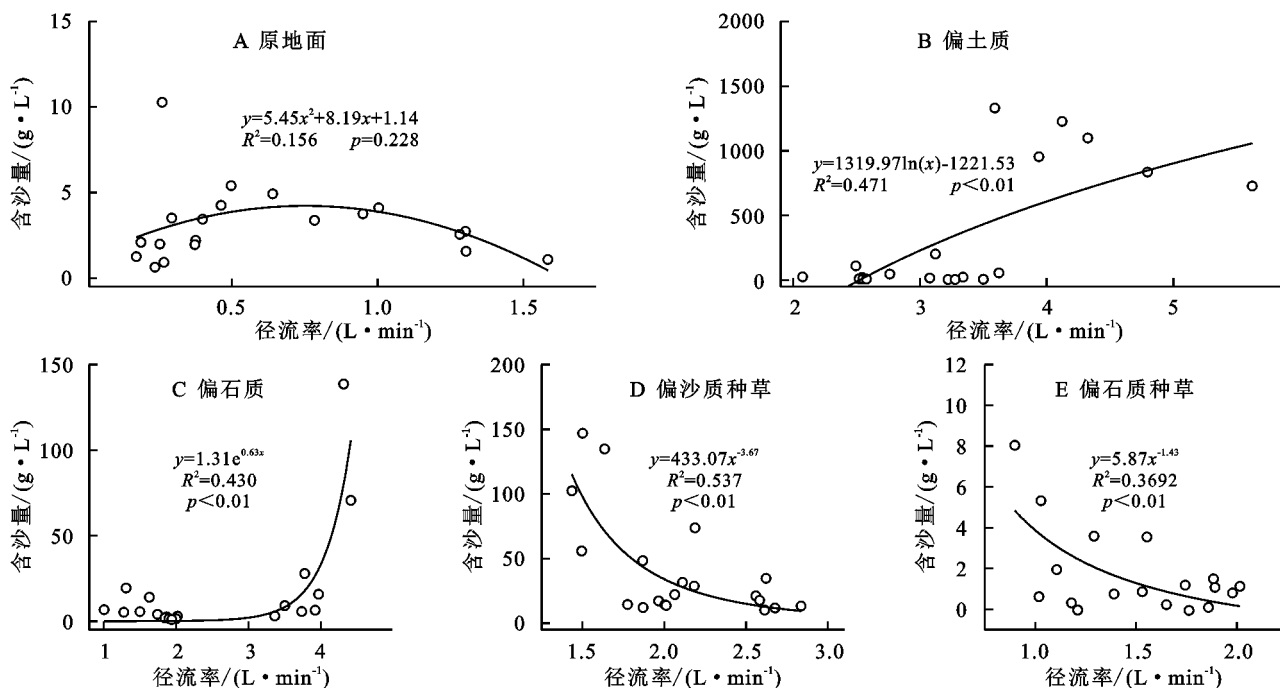 A 原地面
y=5.45x²+8.19x+1.14
R²=0.156 p=0.228
含沙量/(g·L⁻¹)
15
10
5
0
0.5 1.0 1.5
径流率/(L·min⁻¹)
B 偏土质
y=1319.97ln(x)-1221.53
R²=0.471 p<0.01
含沙量/(g·L⁻¹)
2000
1500
1000
500
0
2 3 4 5
径流率/(L·min⁻¹)
C 偏石质
y=1.31e⁰·⁶³ˣ
R²=0.430
p<0.01
含沙量/(g·L⁻¹)
150
100
50
0
1 2 3 4
径流率/(L·min⁻¹)
D 偏沙质种草
y=433.07x⁻³·⁶⁷
R²=0.537
p<0.01
含沙量/(g·L⁻¹)
200
150
100
50
0
1.5 2.0 2.5 3.0
径流率/(L·min⁻¹)
E 偏石质种草
y=5.87x⁻¹·⁴³
R²=0.3692
p<0.01
含沙量/(g·L⁻¹)
12
10
8
6
4
2
0
1.0 1.5 2.0
径流率/(L·min⁻¹)